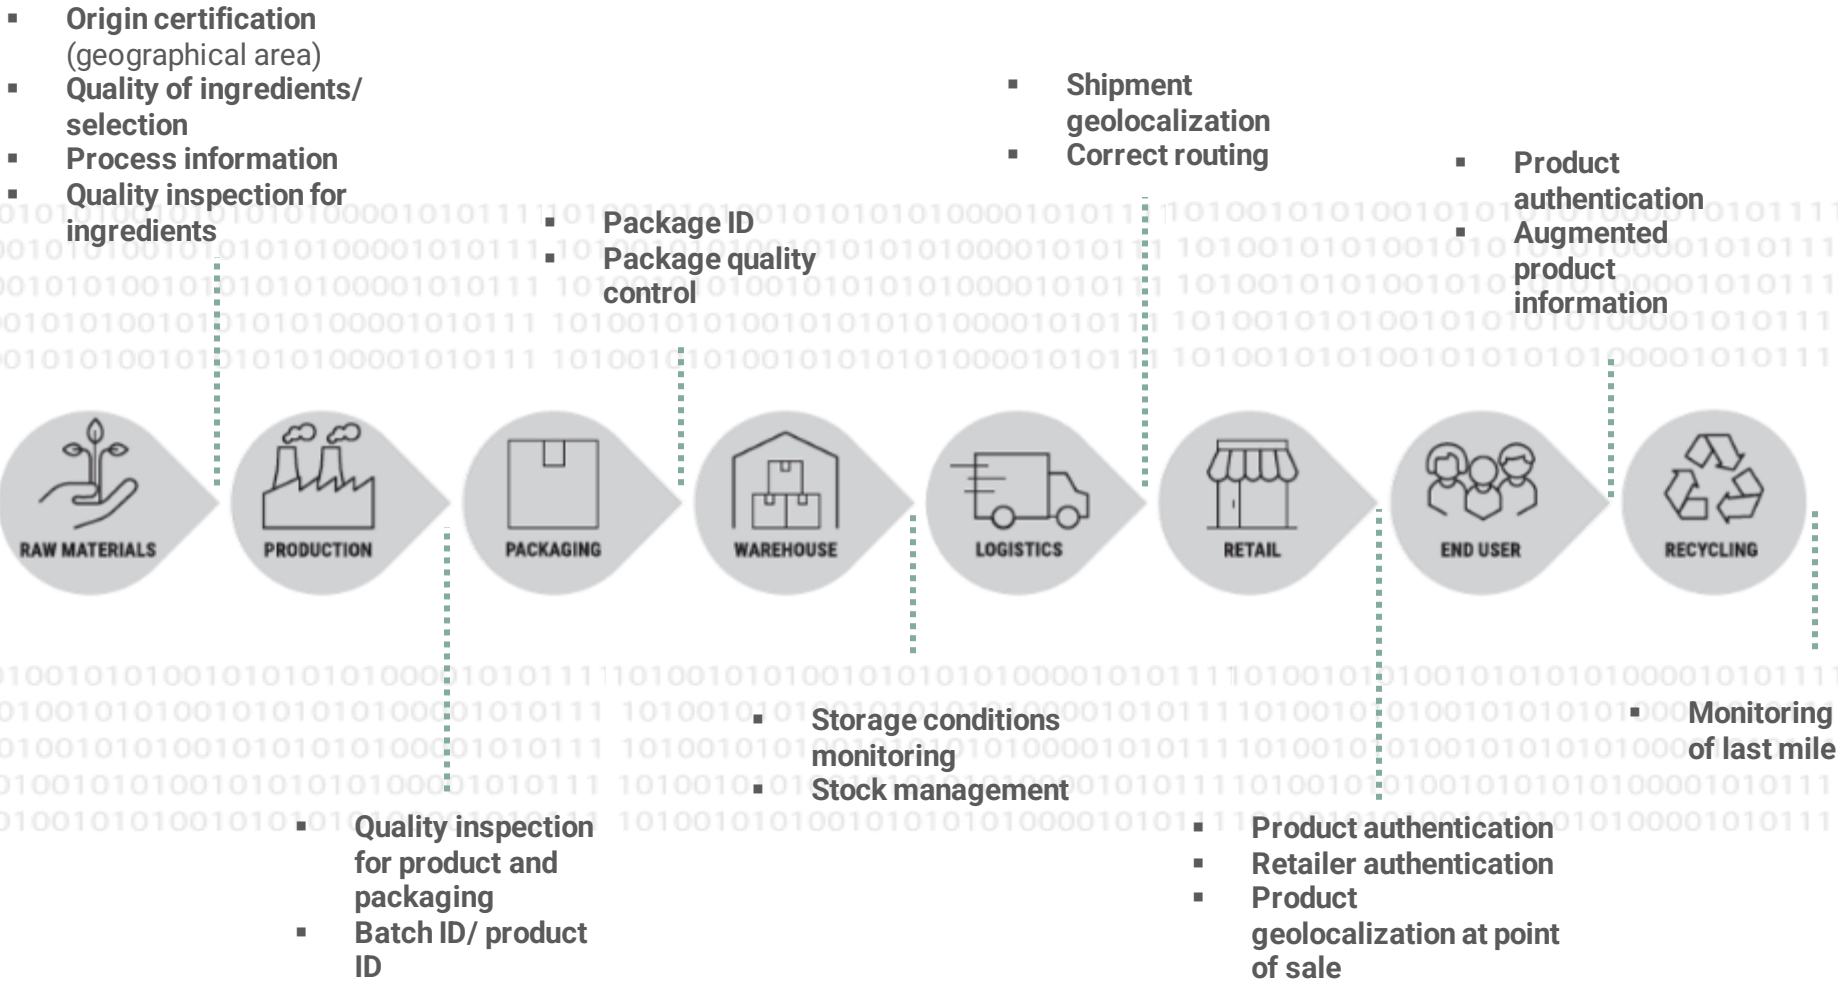 ▪ Origin certification
(geographical area)
▪ Quality of ingredients/
selection
▪ Process information
▪ Quality inspection for
ingredients
▪ Package ID
▪ Package quality
control
▪ Shipment
geolocalization
▪ Correct routing
▪ Product
authentication
▪ Augmented
product
information
RAW MATERIALS
PRODUCTION
PACKAGING
WAREHOUSE
LOGISTICS
RETAIL
END USER
RECYCLING
▪ Quality inspection
for product and
packaging
▪ Batch ID/ product
ID
▪ Storage conditions
monitoring
▪ Stock management
▪ Product authentication
▪ Retailer authentication
▪ Product
geolocalization at point
of sale
▪ Monitoring
of last mile